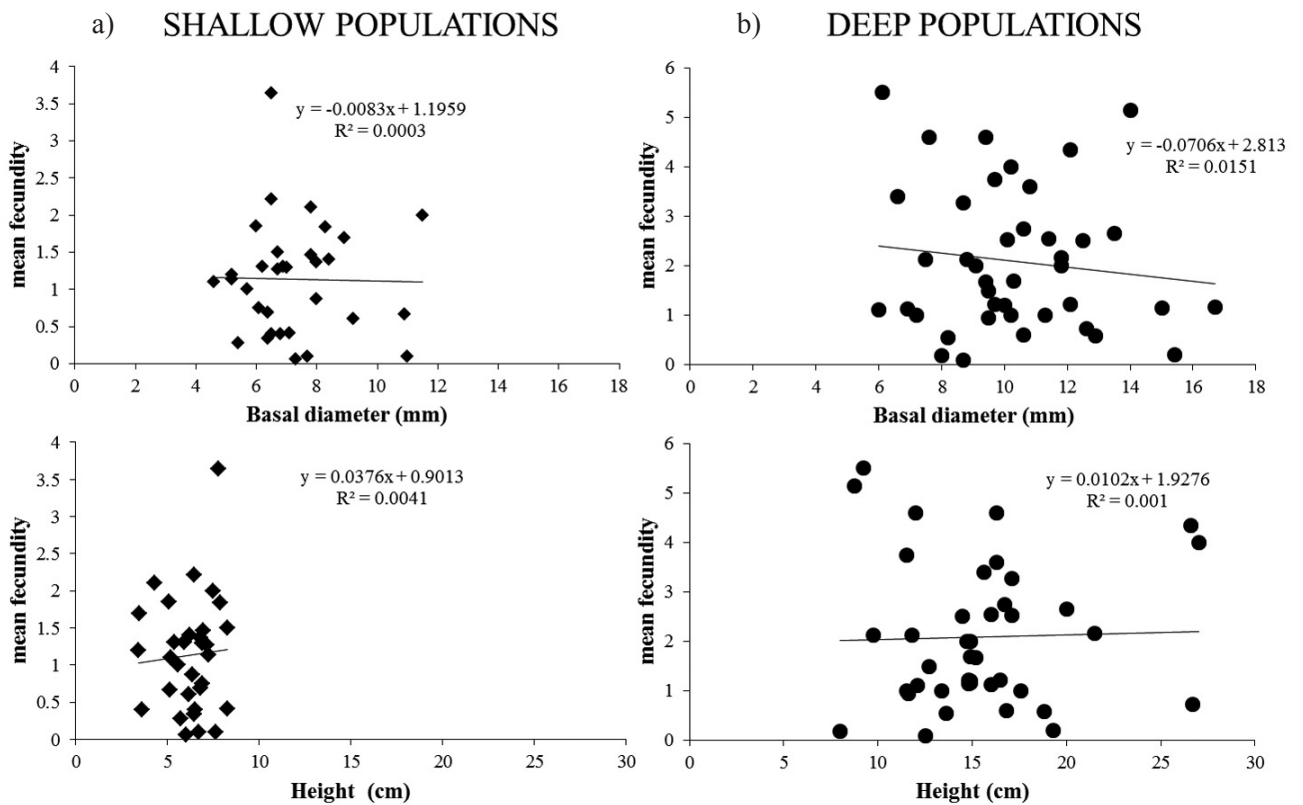 a) SHALLOW POPULATIONS
b) DEEP POPULATIONS
4
3.5
3
2.5
2
1.5
1
0.5
0
mean fecundity
y = -0.0083x + 1.1959
R² = 0.0003
0 2 4 6 8 10 12 14 16 18
Basal diameter (mm)
6
5
4
3
2
1
0
mean fecundity
y = -0.0706x + 2.813
R² = 0.0151
0 2 4 6 8 10 12 14 16 18
Basal diameter (mm)
4
3.5
3
2.5
2
1.5
1
0.5
0
mean fecundity
y = 0.0376x + 0.9013
R² = 0.0041
0 5 10 15 20 25 30
Height (cm)
6
5
4
3
2
1
0
mean fecundity
y = 0.0102x + 1.9276
R² = 0.001
0 5 10 15 20 25 30
Height (cm)